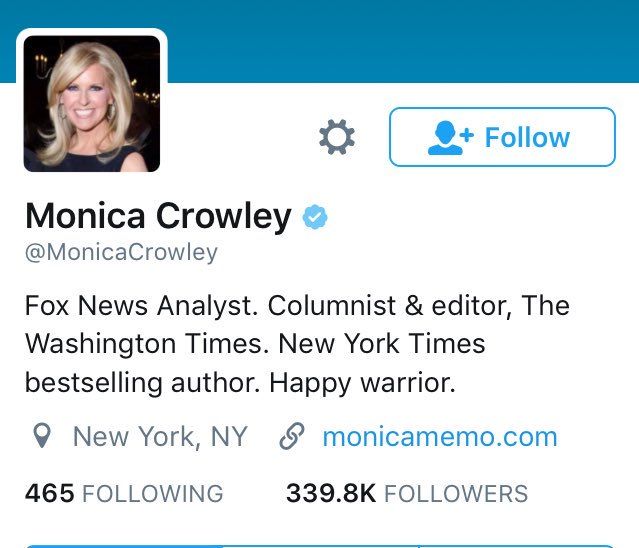 Follow
Monica Crowley
@MonicaCrowley
Fox News Analyst. Columnist & editor, The
Washington Times. New York Times
bestselling author. Happy warrior.
New York, NY monicamemo.com
465 FOLLOWING 339.8K FOLLOWERS